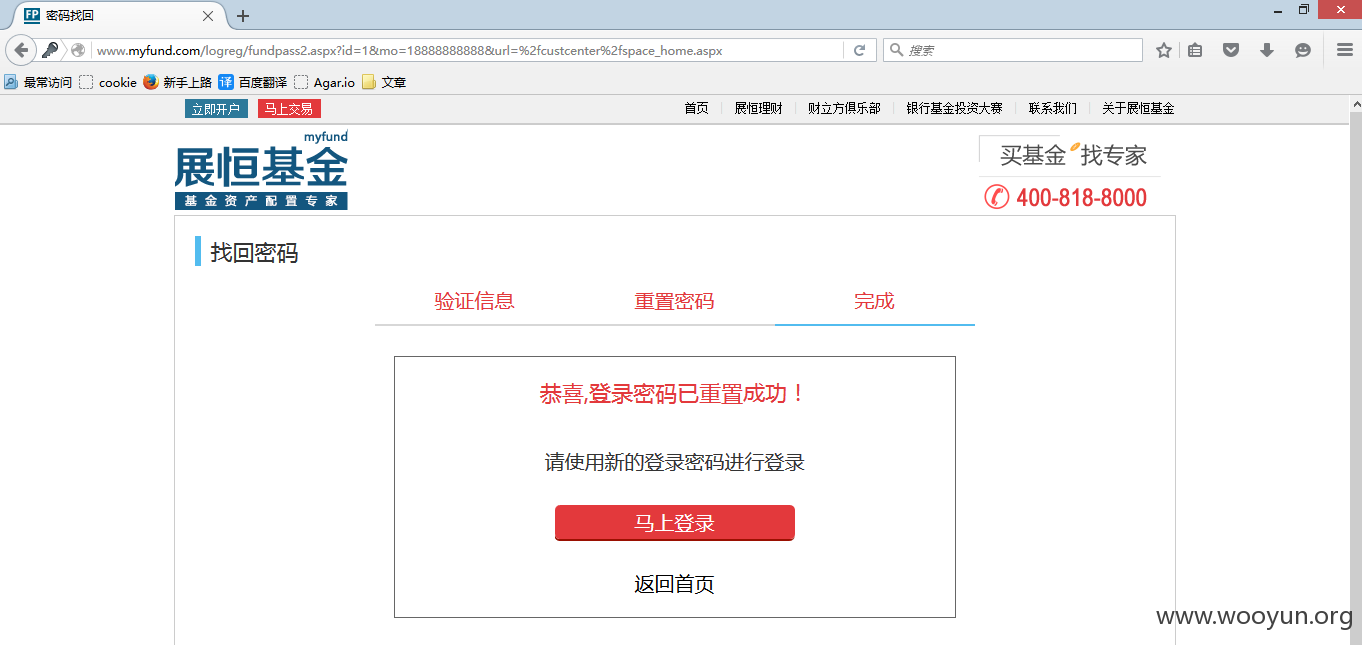 密码找回
www.myfund.com/logreg/fundpass2.aspx?id=1&mo=18888888888&url=%2fcustcenter%2fspace_home.aspx
搜索
最常访问 cookie 新手上路 译 百度翻译 Agar.io 文章
立即开户 马上交易 首页 展恒理财 财立方俱乐部 银行基金投资大赛 联系我们 关于展恒基金
myfund
展恒基金
基金资产配置专家
买基金 找专家
400-818-8000
找回密码
验证信息 重置密码 完成
恭喜,登录密码已重置成功！
请使用新的登录密码进行登录
马上登录
返回首页
www.wooyun.org